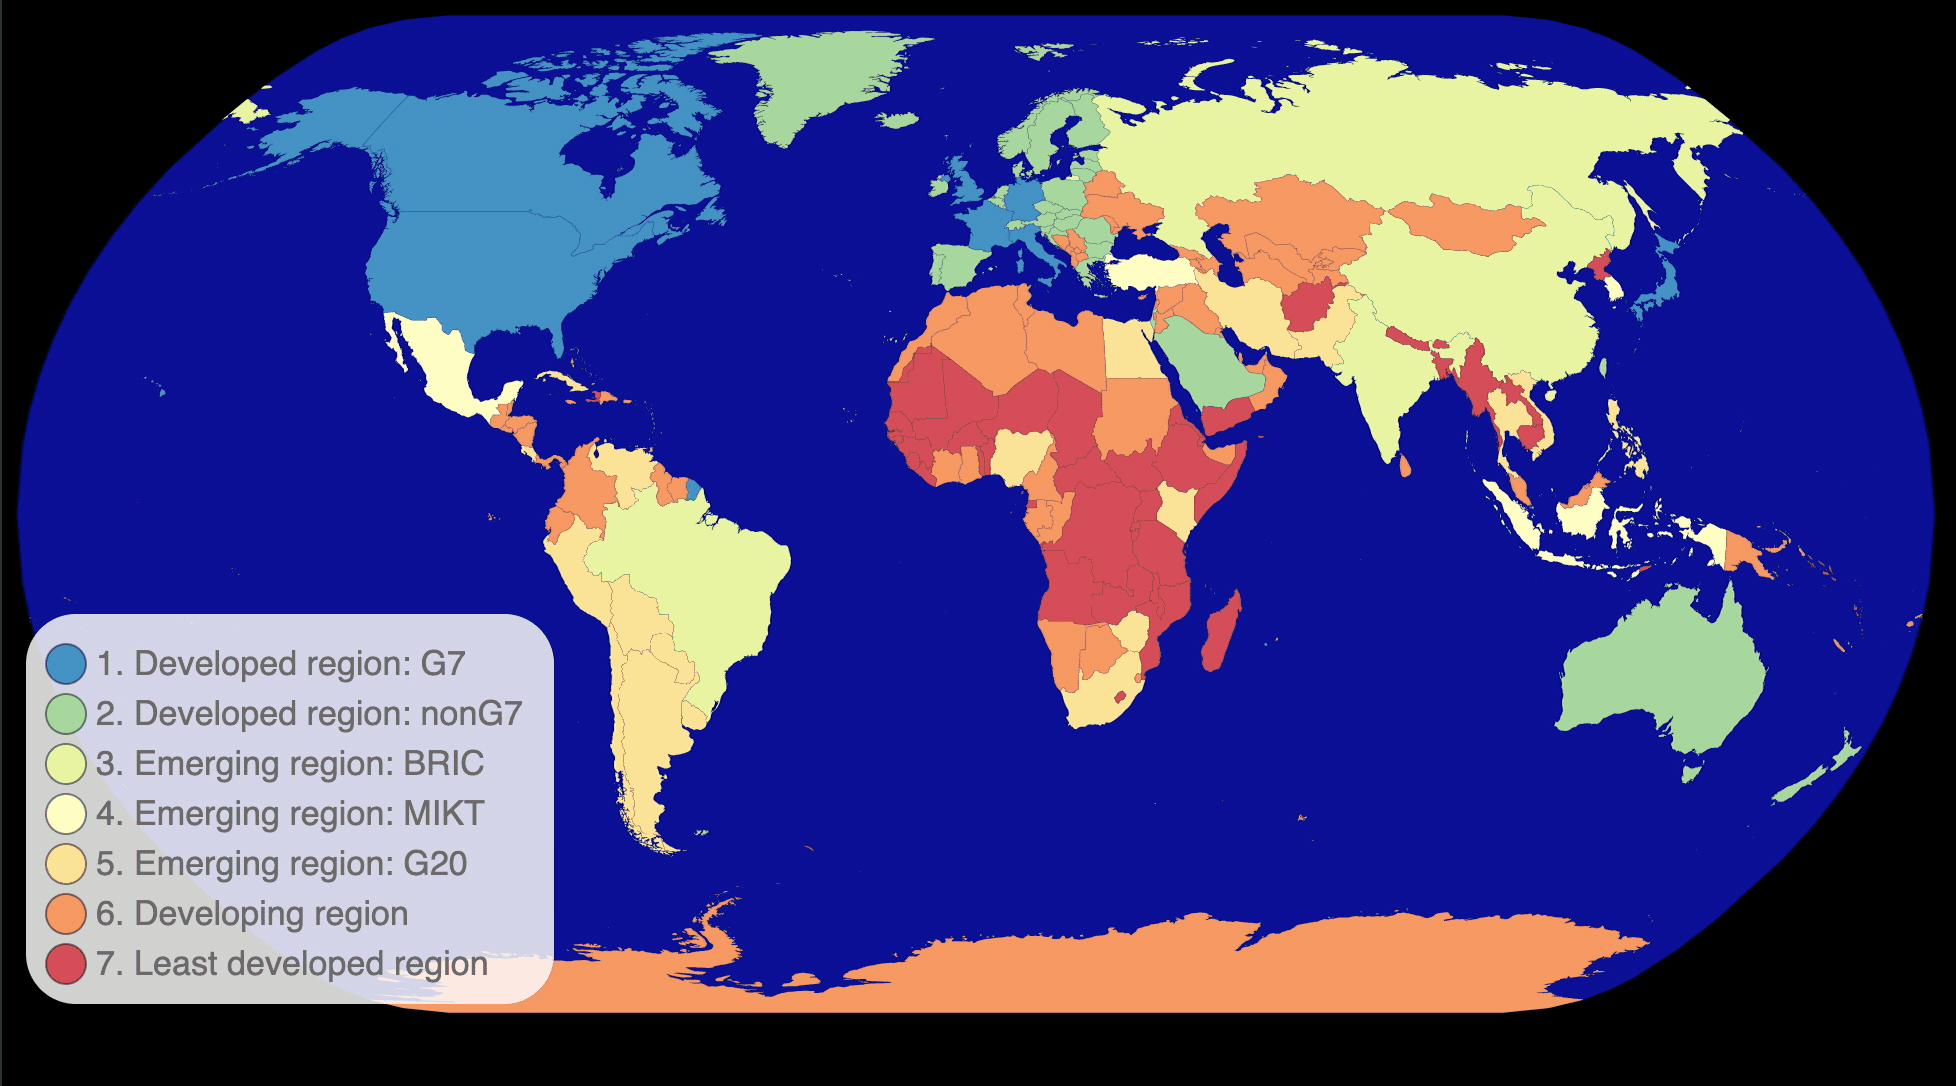 1. Developed region: G7
2. Developed region: nonG7
3. Emerging region: BRIC
4. Emerging region: MIKT
5. Emerging region: G20
6. Developing region
7. Least developed region